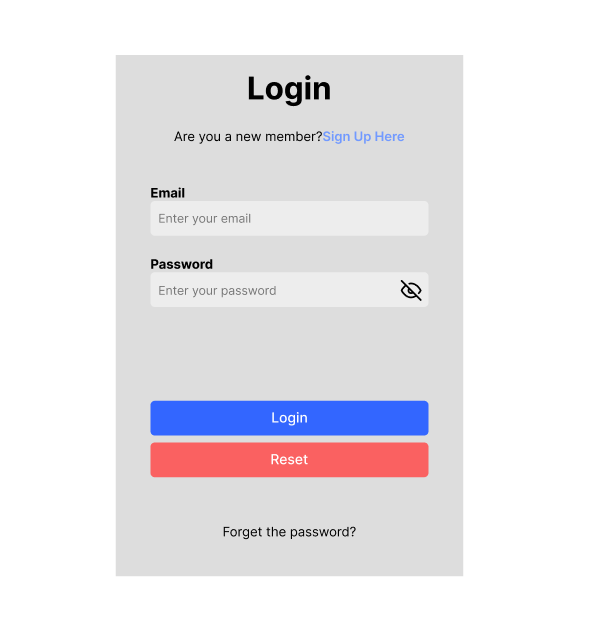 Login
Are you a new member?Sign Up Here
Email
Enter your email
Password
Enter your password
Login
Reset
Forget the password?